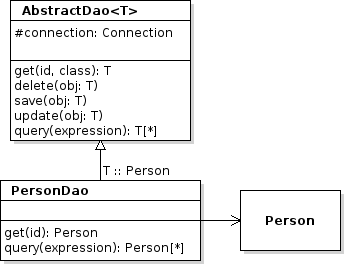 AbstractDao<T>
#connection: Connection
get(id, class): T
delete(obj: T)
save(obj: T)
update(obj: T)
query(expression): T[*]
T :: Person
PersonDao
get(id): Person
query(expression): Person[*]
Person